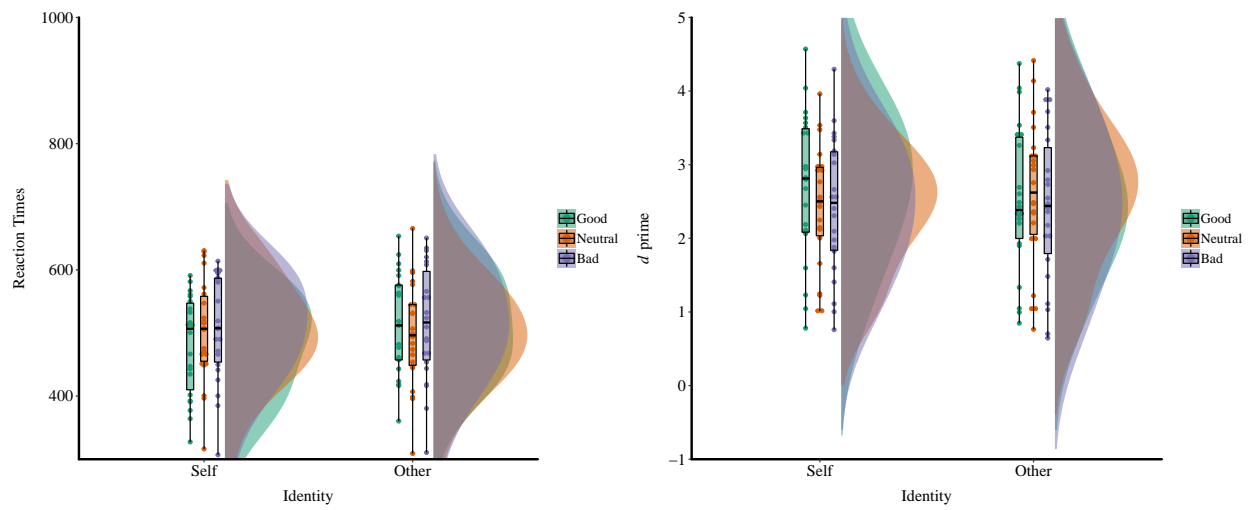 1000
800
600
400
Reaction Times
Self
Other
Identity
Good
Neutral
Bad
5
4
3
2
1
0
−1
d prime
Self
Other
Identity
Good
Neutral
Bad